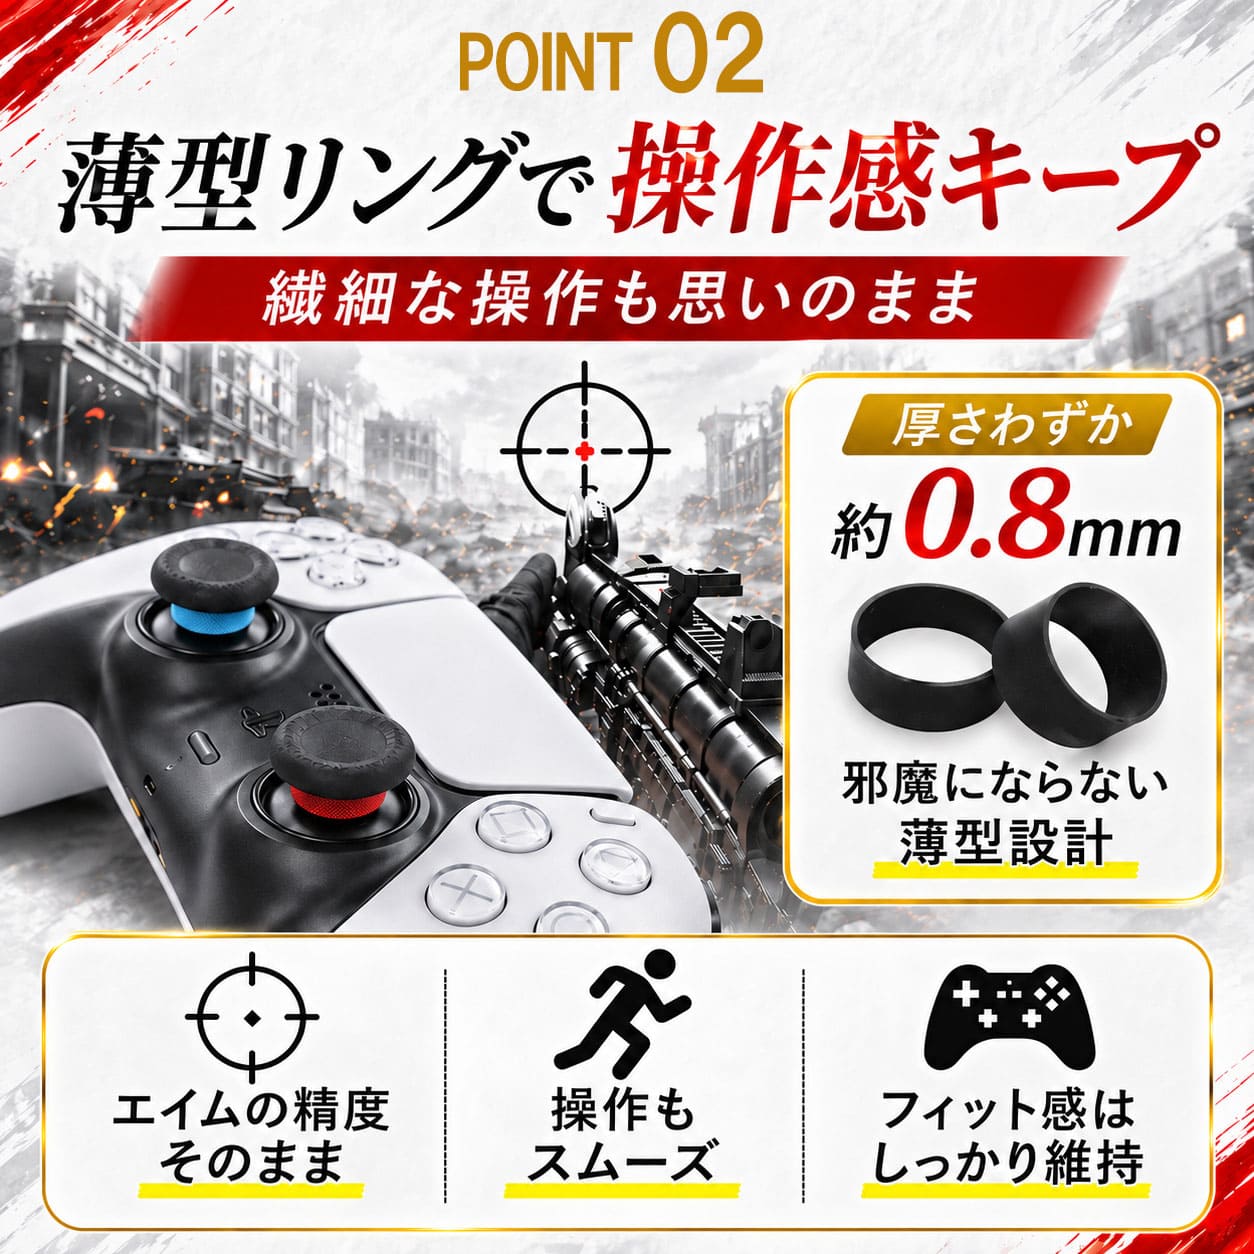 POINT 02
薄型リングで操作感キープ
繊細な操作も思いのまま
厚さわずか
約0.8mm
邪魔にならない
薄型設計
エイムの精度
そのまま
操作も
スムーズ
フィット感は
しっかり維持